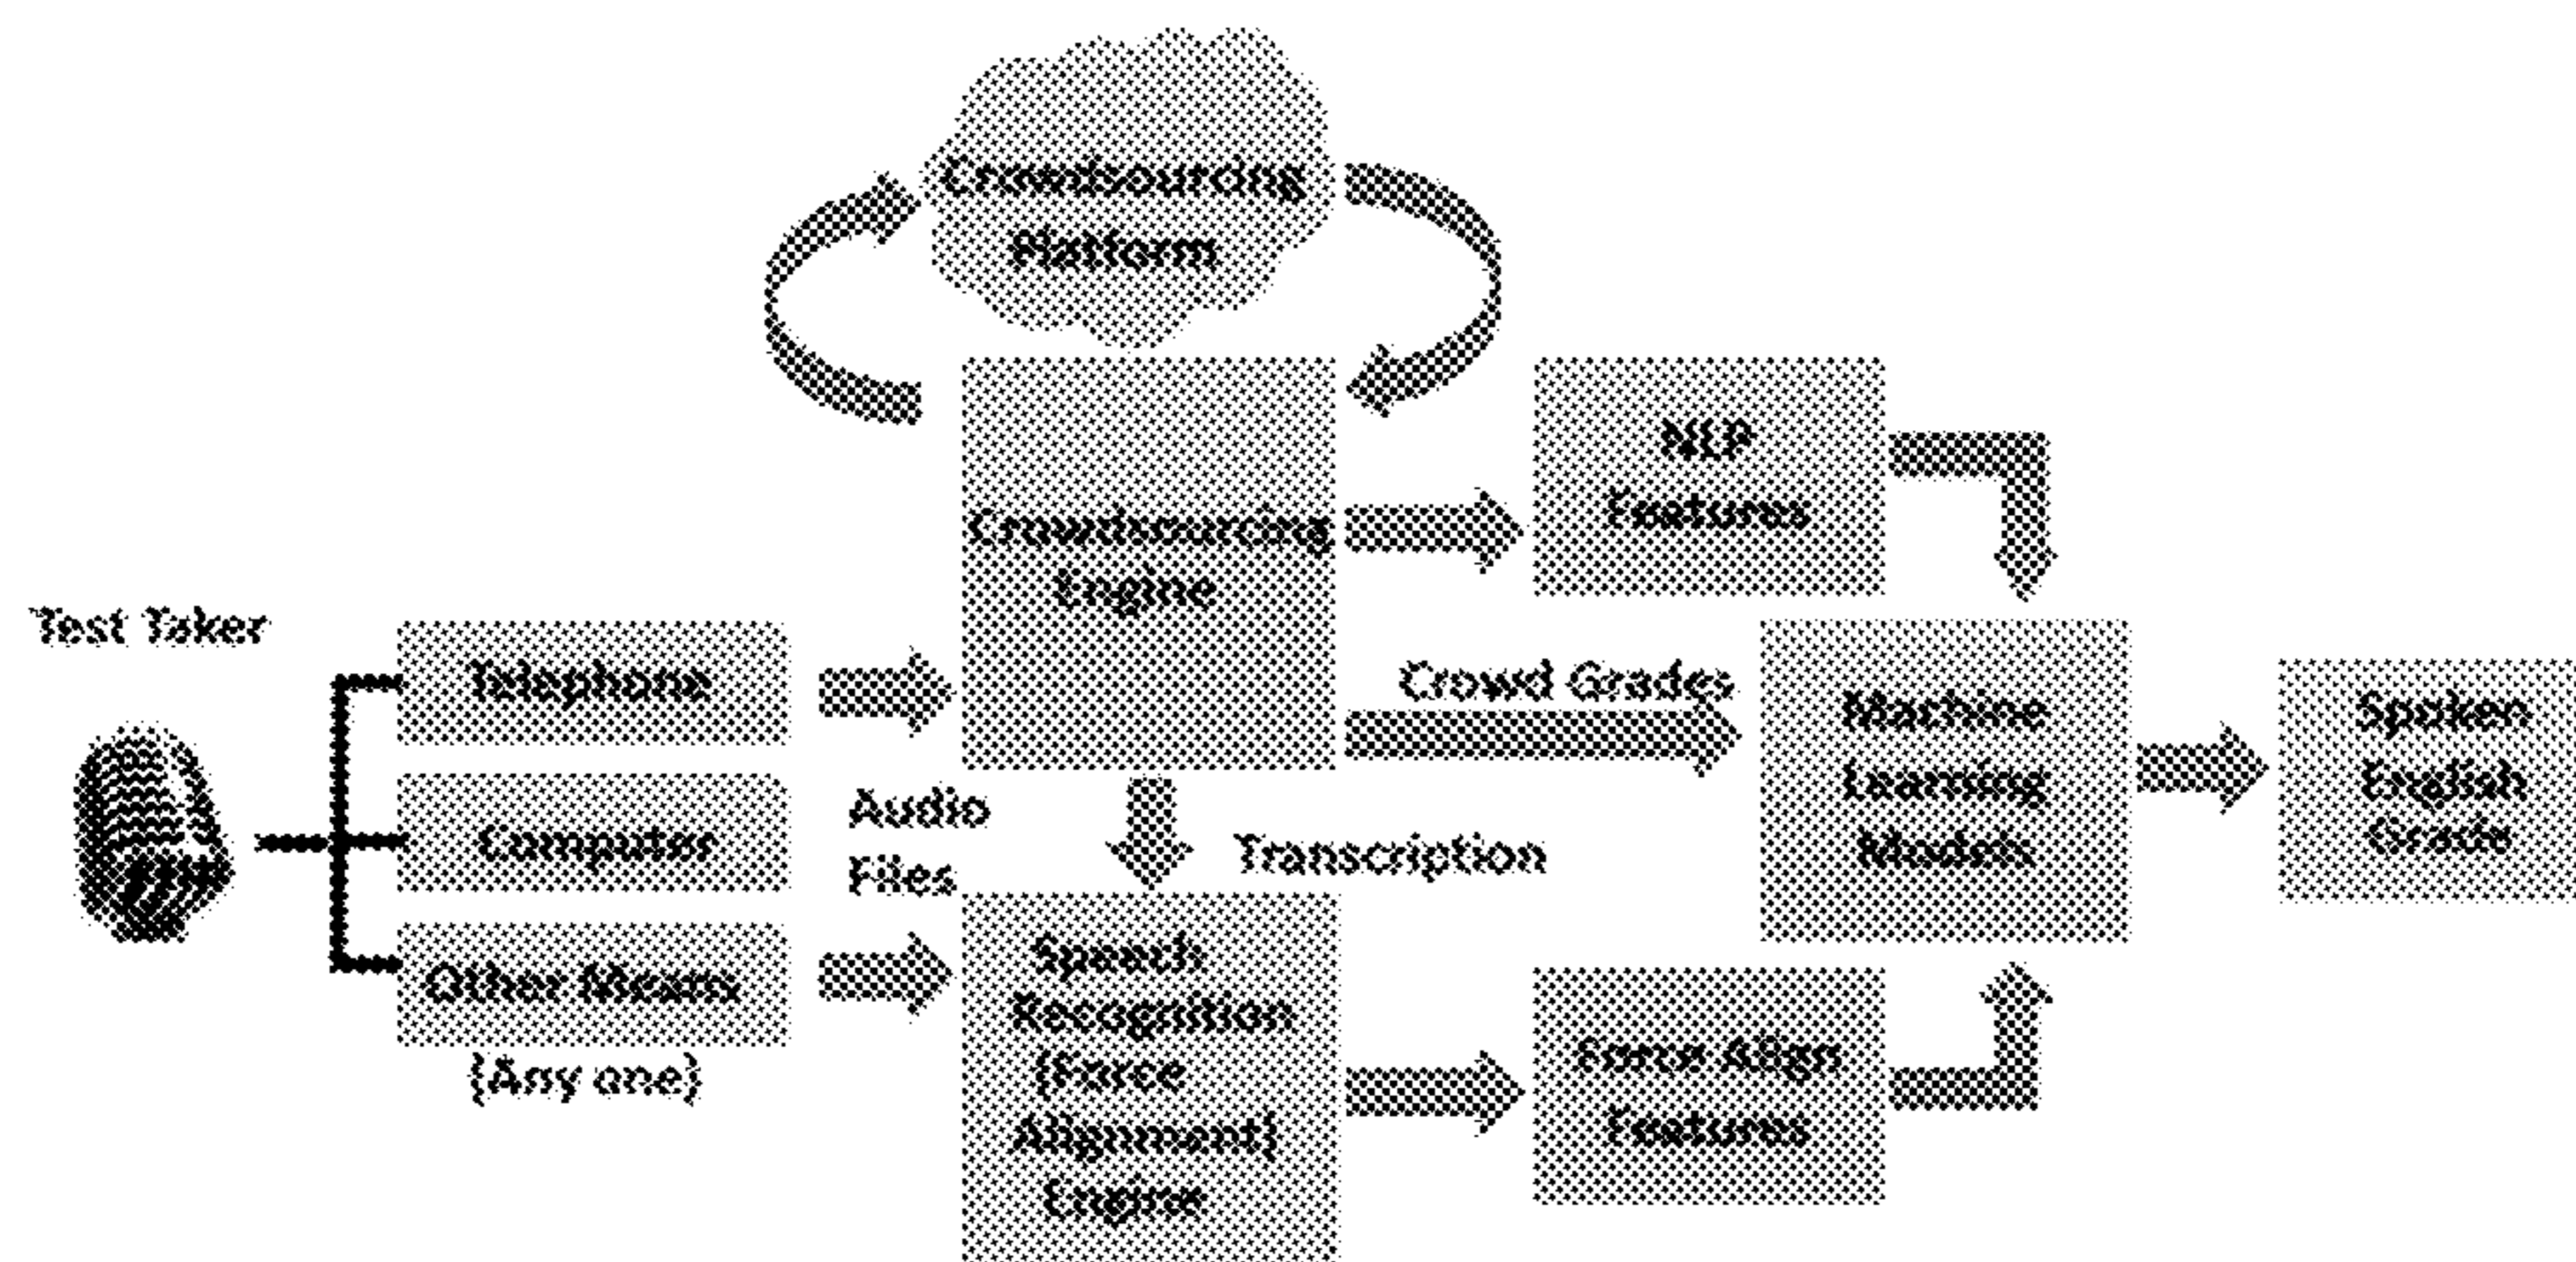 Crowdsourcing
Platform
NLP
Features
Crowdsourcing
Engine
Test Taker
Telephone
Crowd Grades
Machine
Learning
Models
Spoken
English
Grade
Computer
Audio
Files
Transcription
Other Means
(Any one)
Speech
Recognition
(Force
Alignment)
Engine
Force Align
Features